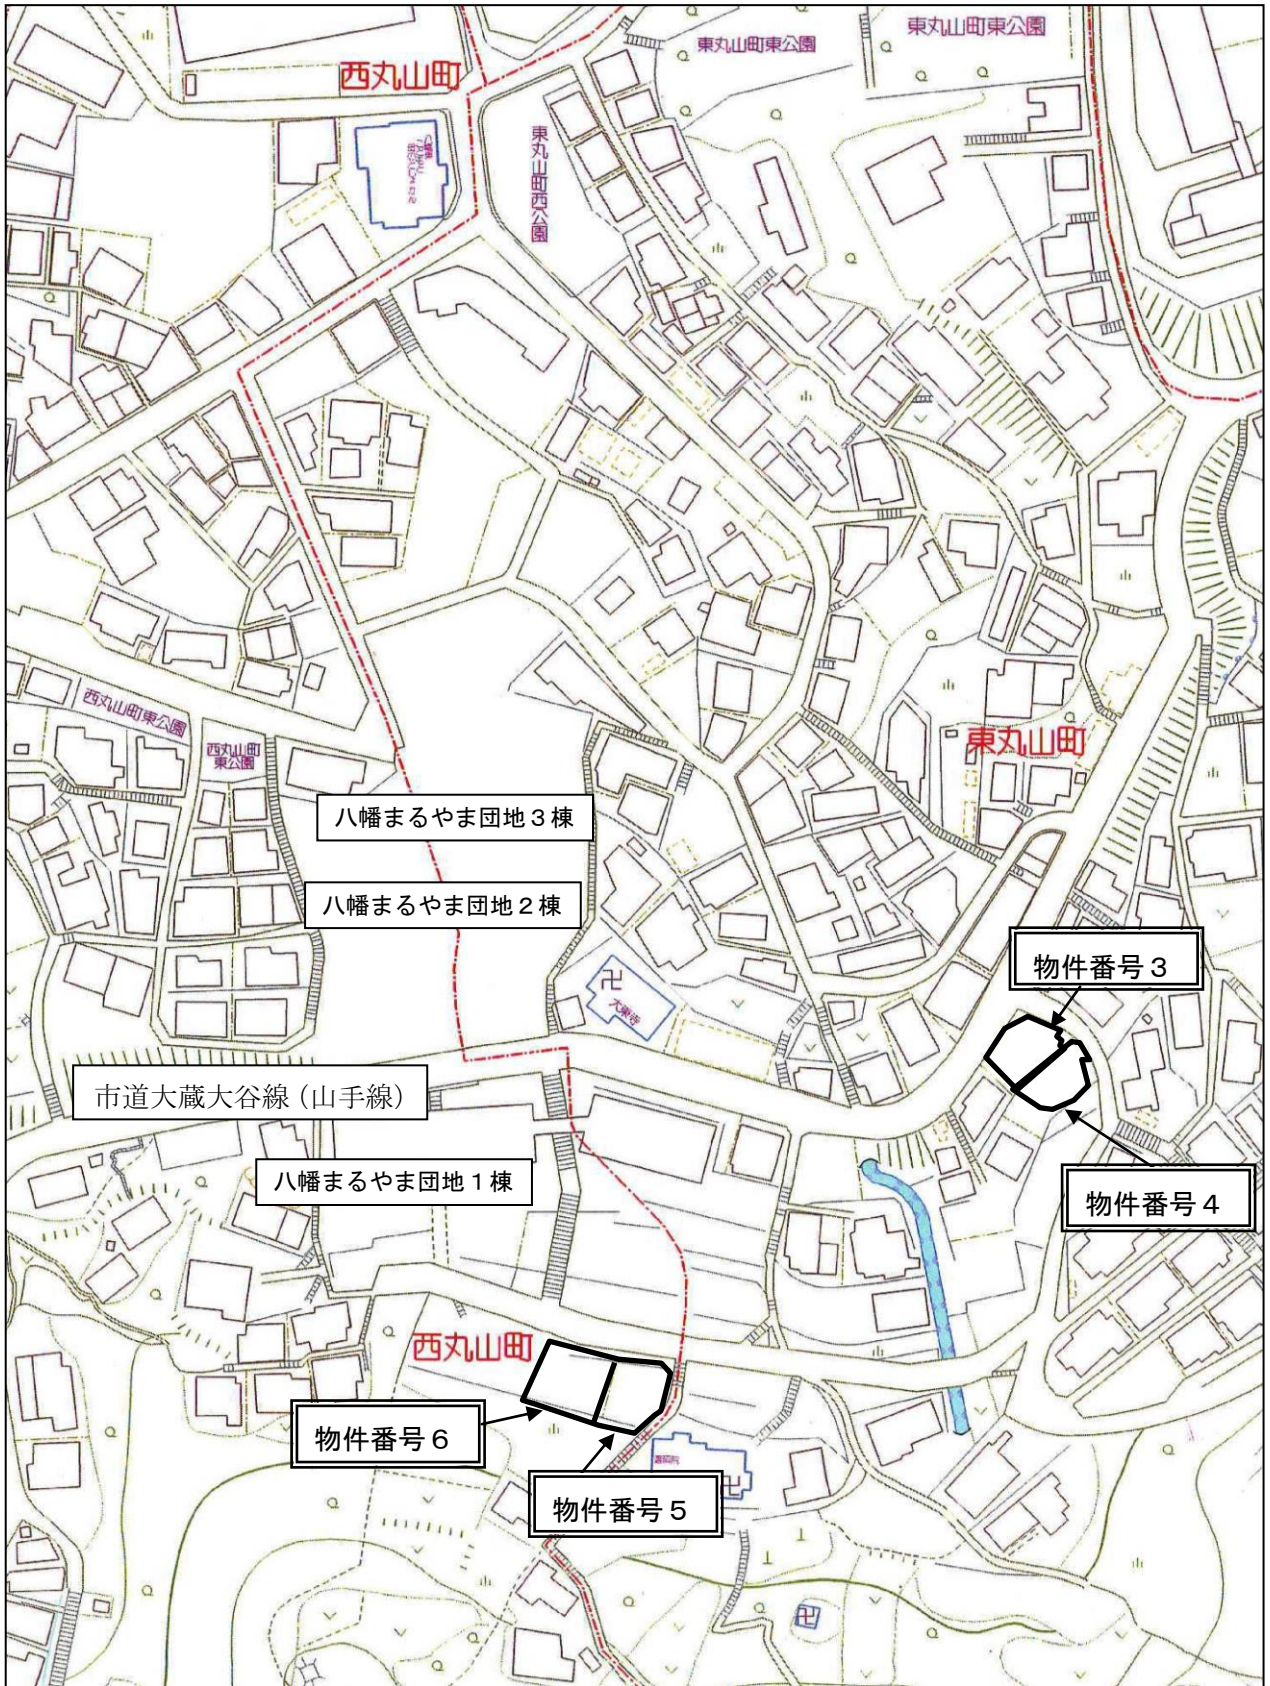 東丸山町東公園
東丸山町東公園
西丸山町
東丸山町西公園
西丸山町東公園
西丸山町
東公園
東丸山町
八幡まるやま団地3棟
八幡まるやま団地2棟
物件番号3
大東寺
市道大蔵大谷線(山手線)
八幡まるやま団地1棟
物件番号4
西丸山町
物件番号6
物件番号5